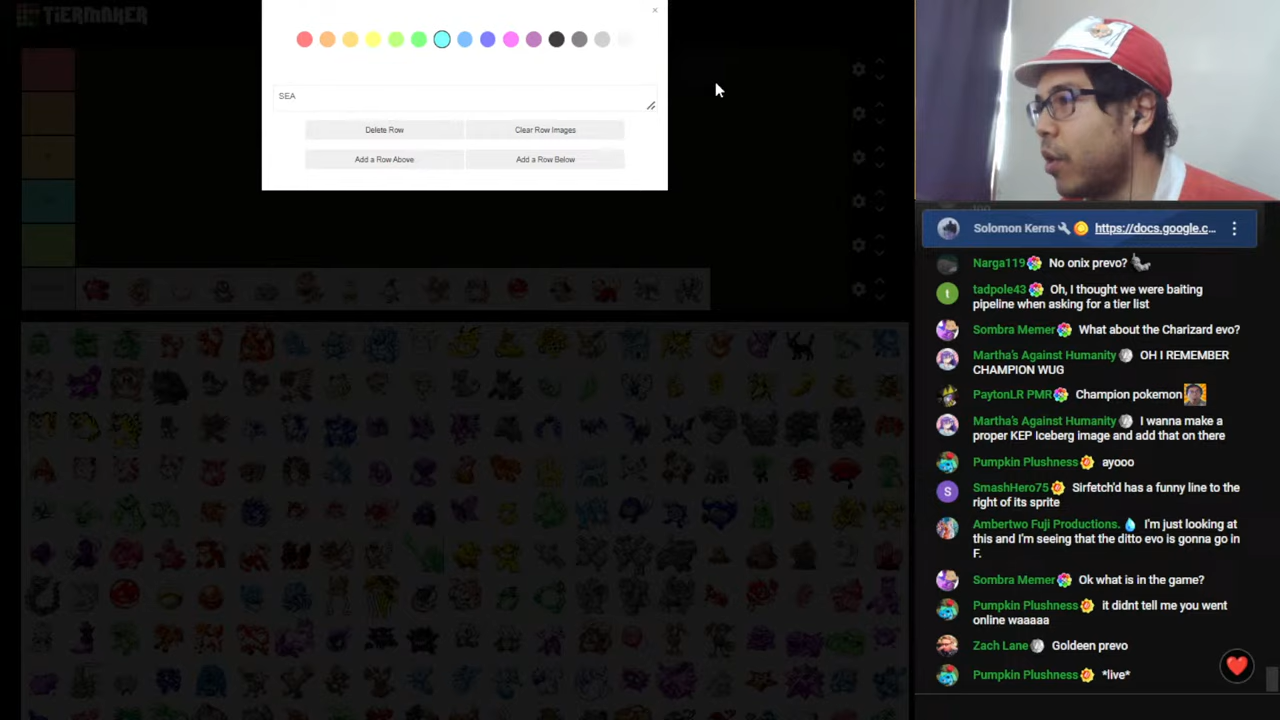 TIERMAKER
×
SEA
Delete Row
Clear Row Images
Add a Row Above
Add a Row Below
Solomon Kerns https://docs.google.c...
Narga119 No onix prevo?
tadpole43 Oh, I thought we were baiting
pipeline when asking for a tier list
Sombra Memer What about the Charizard evo?
Martha's Against Humanity OH I REMEMBER
CHAMPION WUG
PaytonLR PMR Champion pokemon
Martha's Against Humanity I wanna make a
proper KEP Iceberg image and add that on there
Pumpkin Plushness ayooo
SmashHero75 Sirfetch'd has a funny line to the
right of its sprite
Ambertwo Fuji Productions. I'm just looking at
this and I'm seeing that the ditto evo is gonna go in
F.
Sombra Memer Ok what is in the game?
Pumpkin Plushness it didnt tell me you went
online waaaaa
Zach Lane Goldeen prevo
Pumpkin Plushness *live*